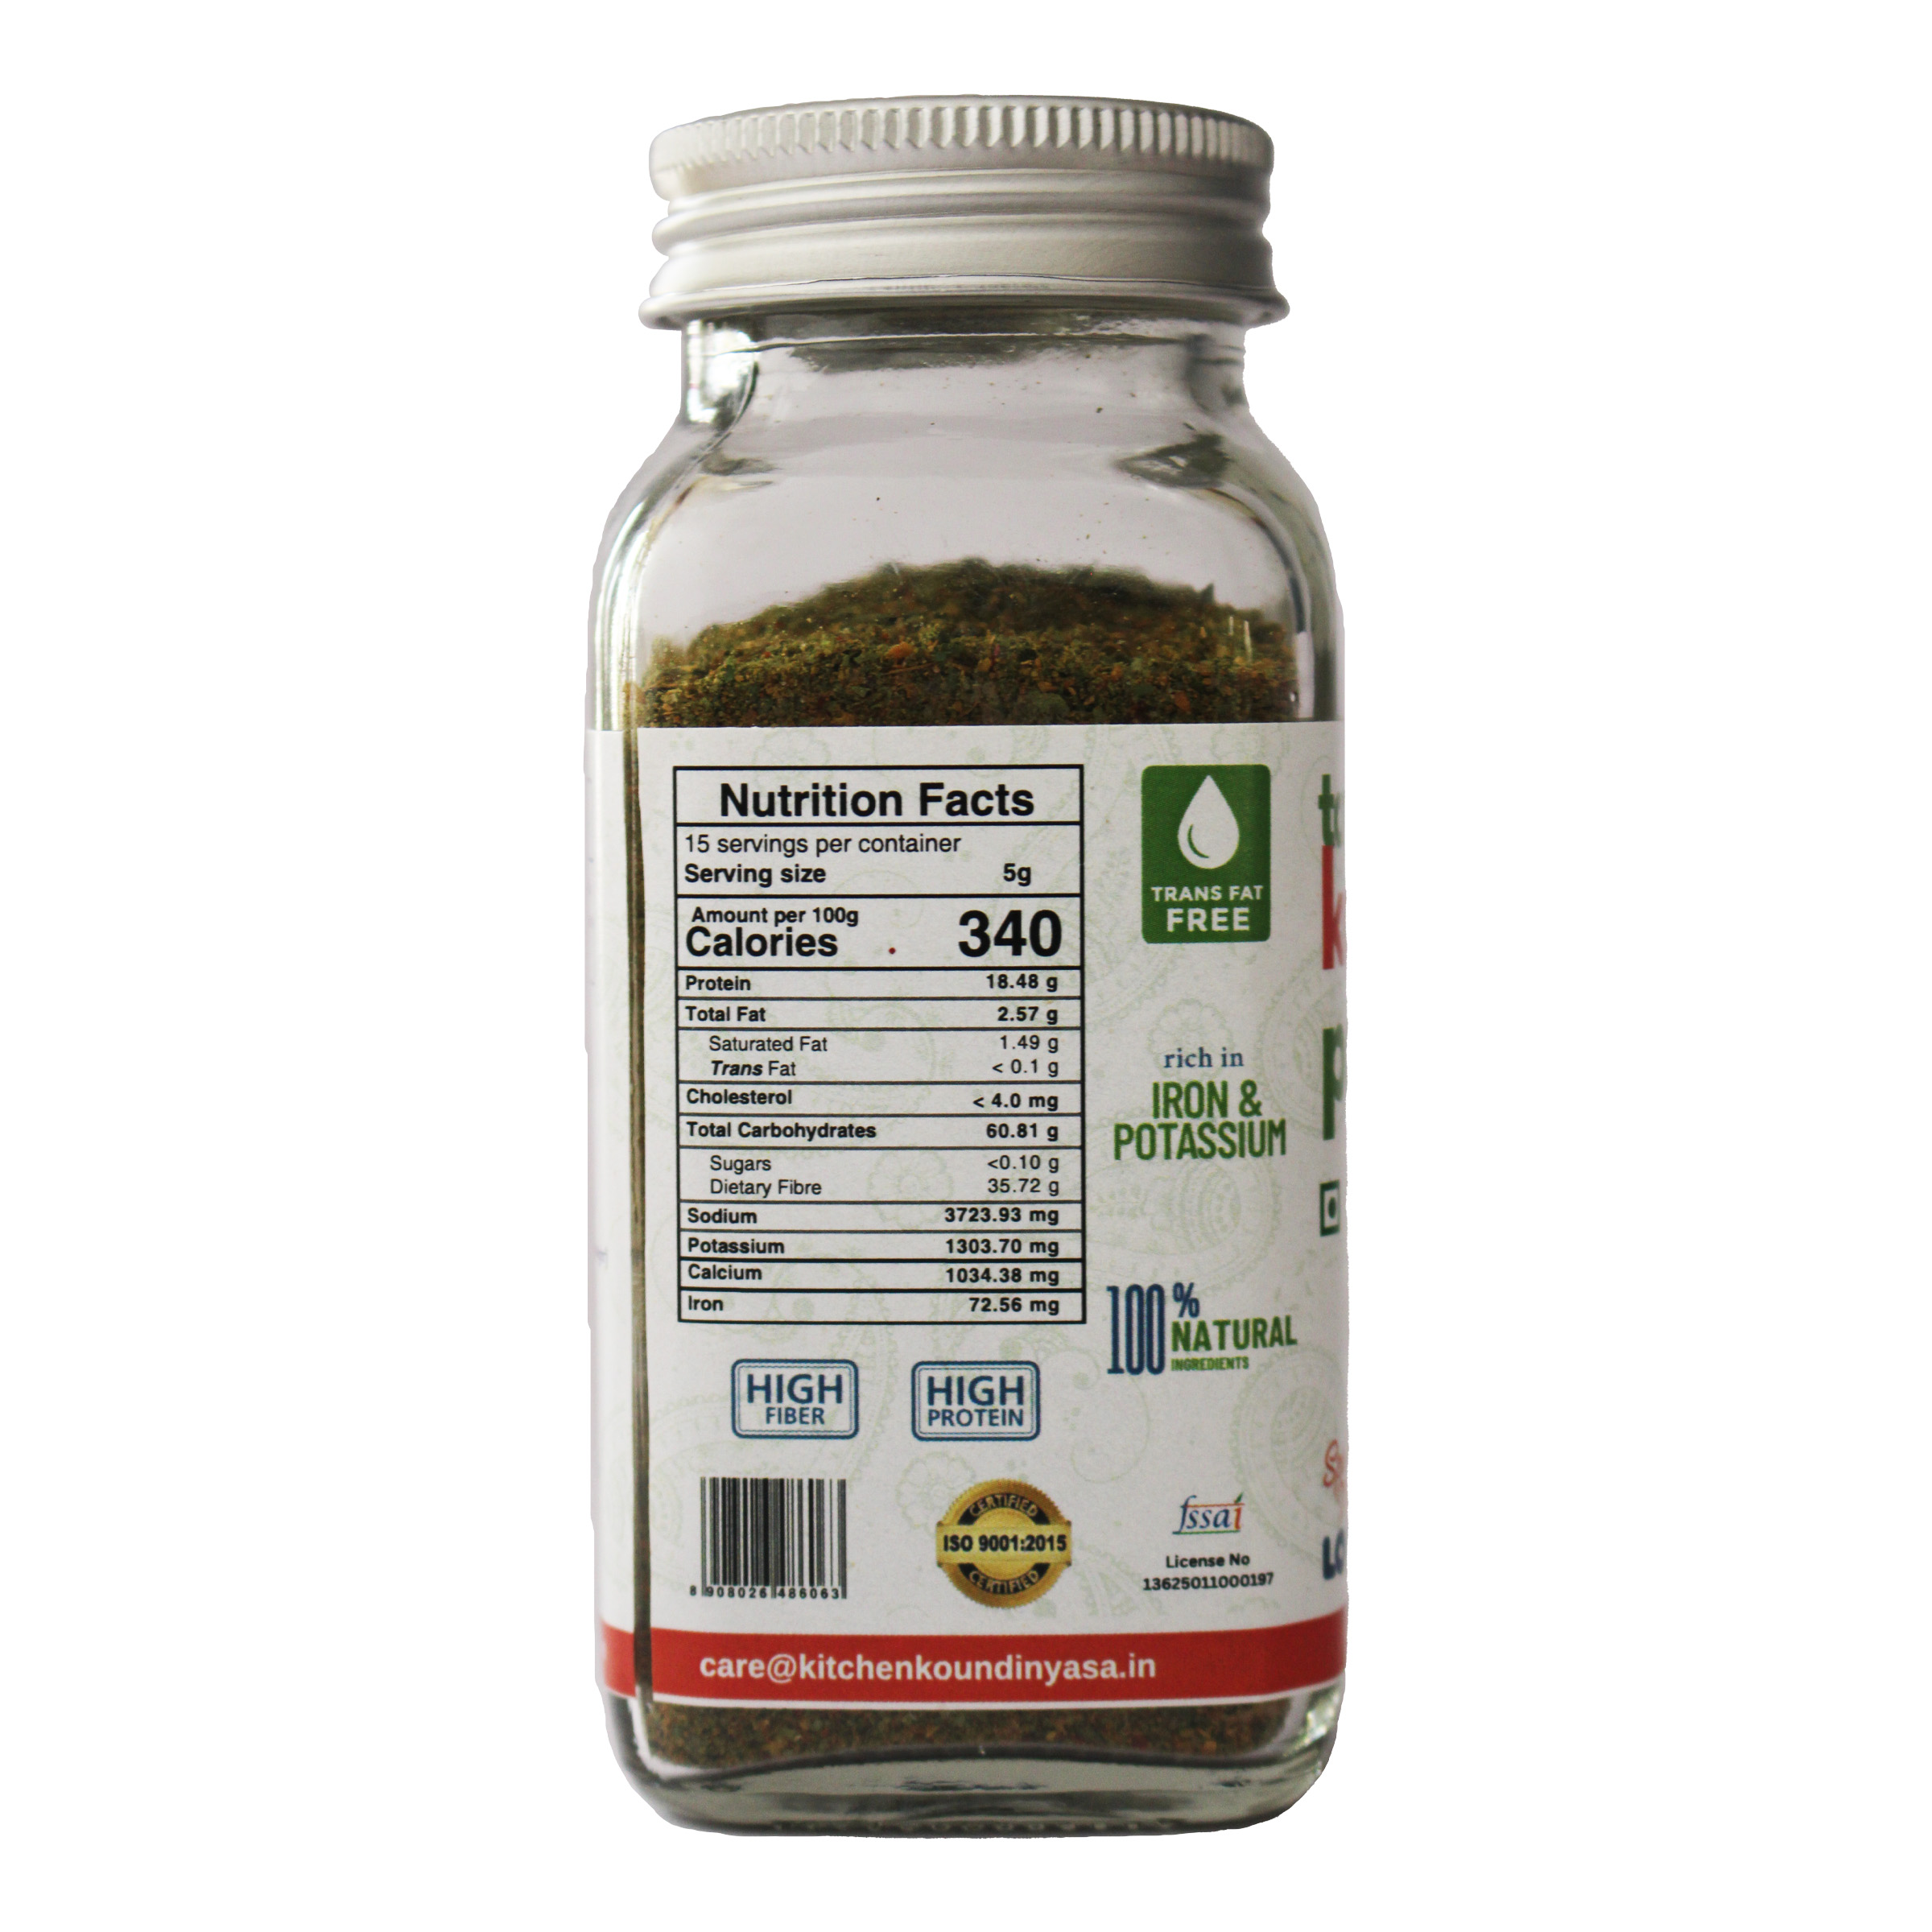 Nutrition Facts
15 servings per container
Serving size 5g
Amount per 100g
Calories 340
Protein 18.48 g
Total Fat 2.57 g
Saturated Fat 1.49 g
Trans Fat < 0.1 g
Cholesterol < 4.0 mg
Total Carbohydrates 60.81 g
Sugars <0.10 g
Dietary Fibre 35.72 g
Sodium 3723.93 mg
Potassium 1303.70 mg
Calcium 1034.38 mg
Iron 72.56 mg
HIGH
FIBER
HIGH
PROTEIN
8 908026 486063
CERTIFIED
ISO 9001:2015
CERTIFIED
TRANS FAT
FREE
rich in
IRON &
POTASSIUM
100%
NATURAL
INGREDIENTS
fssai
License No
13625011000197
care@kitchenkoundinyasa.in